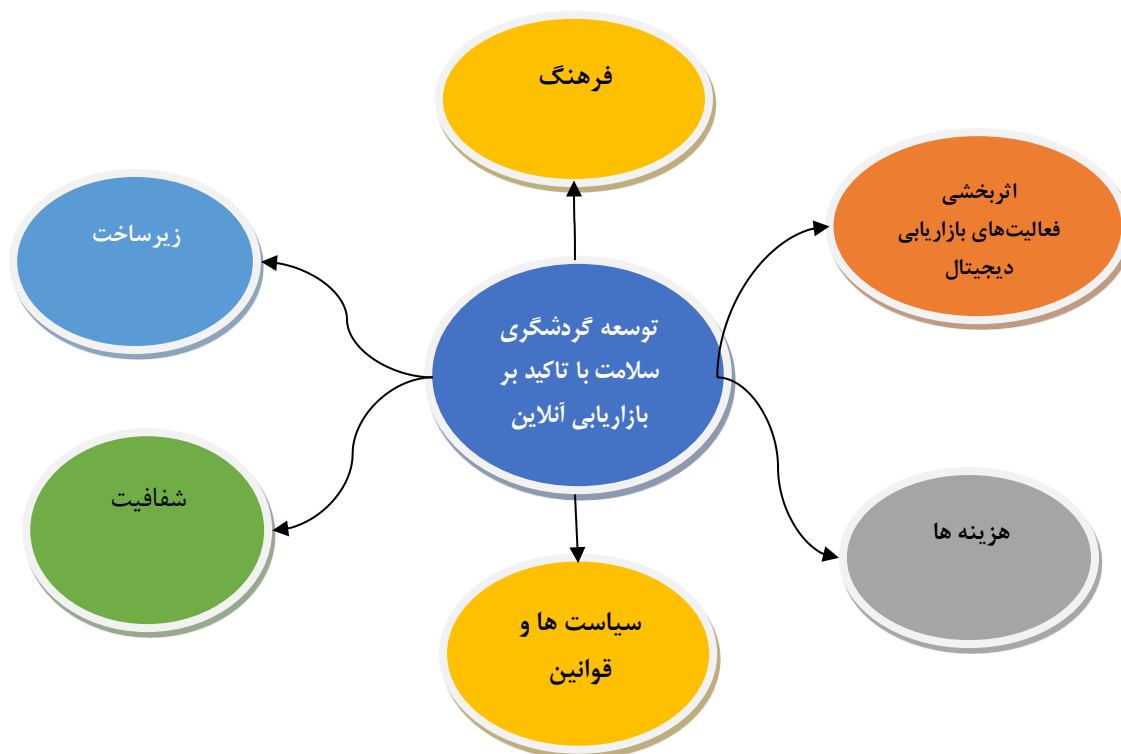 فرهنگ
اثربخشی
فعالیت‌های بازاریابی
دیجیتال
زیرساخت
توسعه گردشگری
سلامت با تاکید بر
بازاریابی آنلاین
شفافیت
هزینه ها
سیاست ها و
قوانین